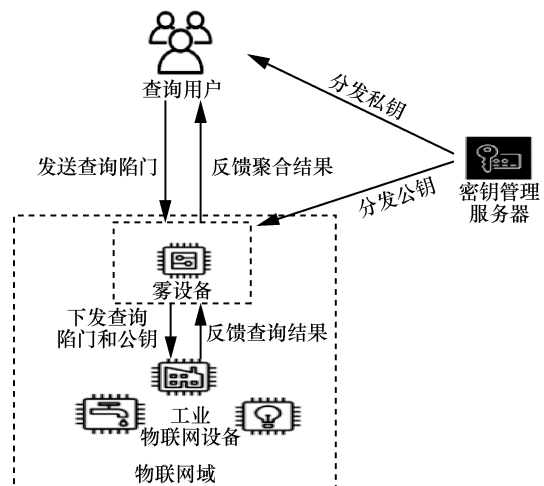 查询用户
分发私钥
发送查询陷门
反馈聚合结果
密钥管理
服务器
分发公钥
雾设备
下发查询
陷门和公钥
反馈查询结果
工业
物联网设备
物联网域